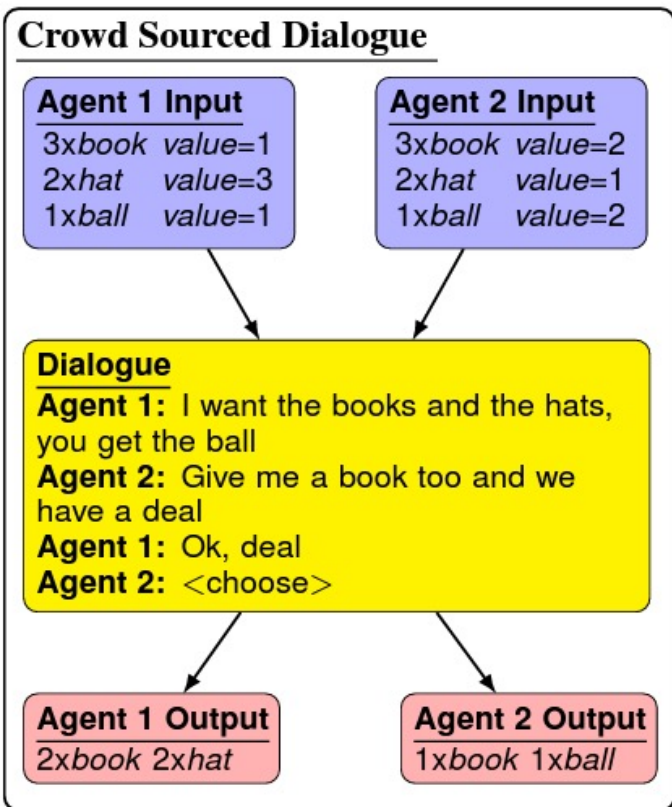 Crowd Sourced Dialogue
Agent 1 Input
3xbook value=1
2xhat value=3
1xball value=1
Agent 2 Input
3xbook value=2
2xhat value=1
1xball value=2
Dialogue
Agent 1: I want the books and the hats,
you get the ball
Agent 2: Give me a book too and we
have a deal
Agent 1: Ok, deal
Agent 2: <choose>
Agent 1 Output
2xbook 2xhat
Agent 2 Output
1xbook 1xball